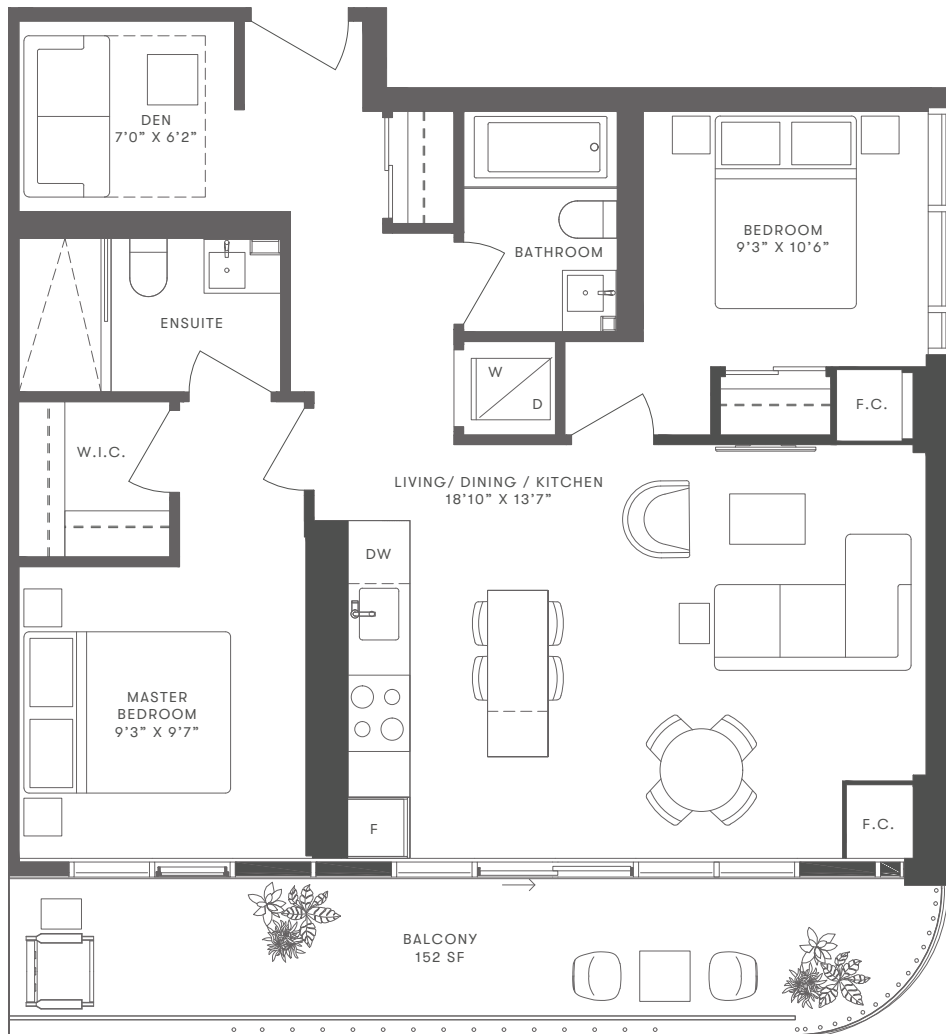 DEN
7'0” X 6'2”
BEDROOM
9'3” X 10'6”
BATHROOM
ENSUITE
W
D
F.C.
W.I.C.
LIVING/ DINING / KITCHEN
18'10” X 13'7”
DW
MASTER
BEDROOM
9'3” X 9'7”
F
F.C.
BALCONY
152 SF